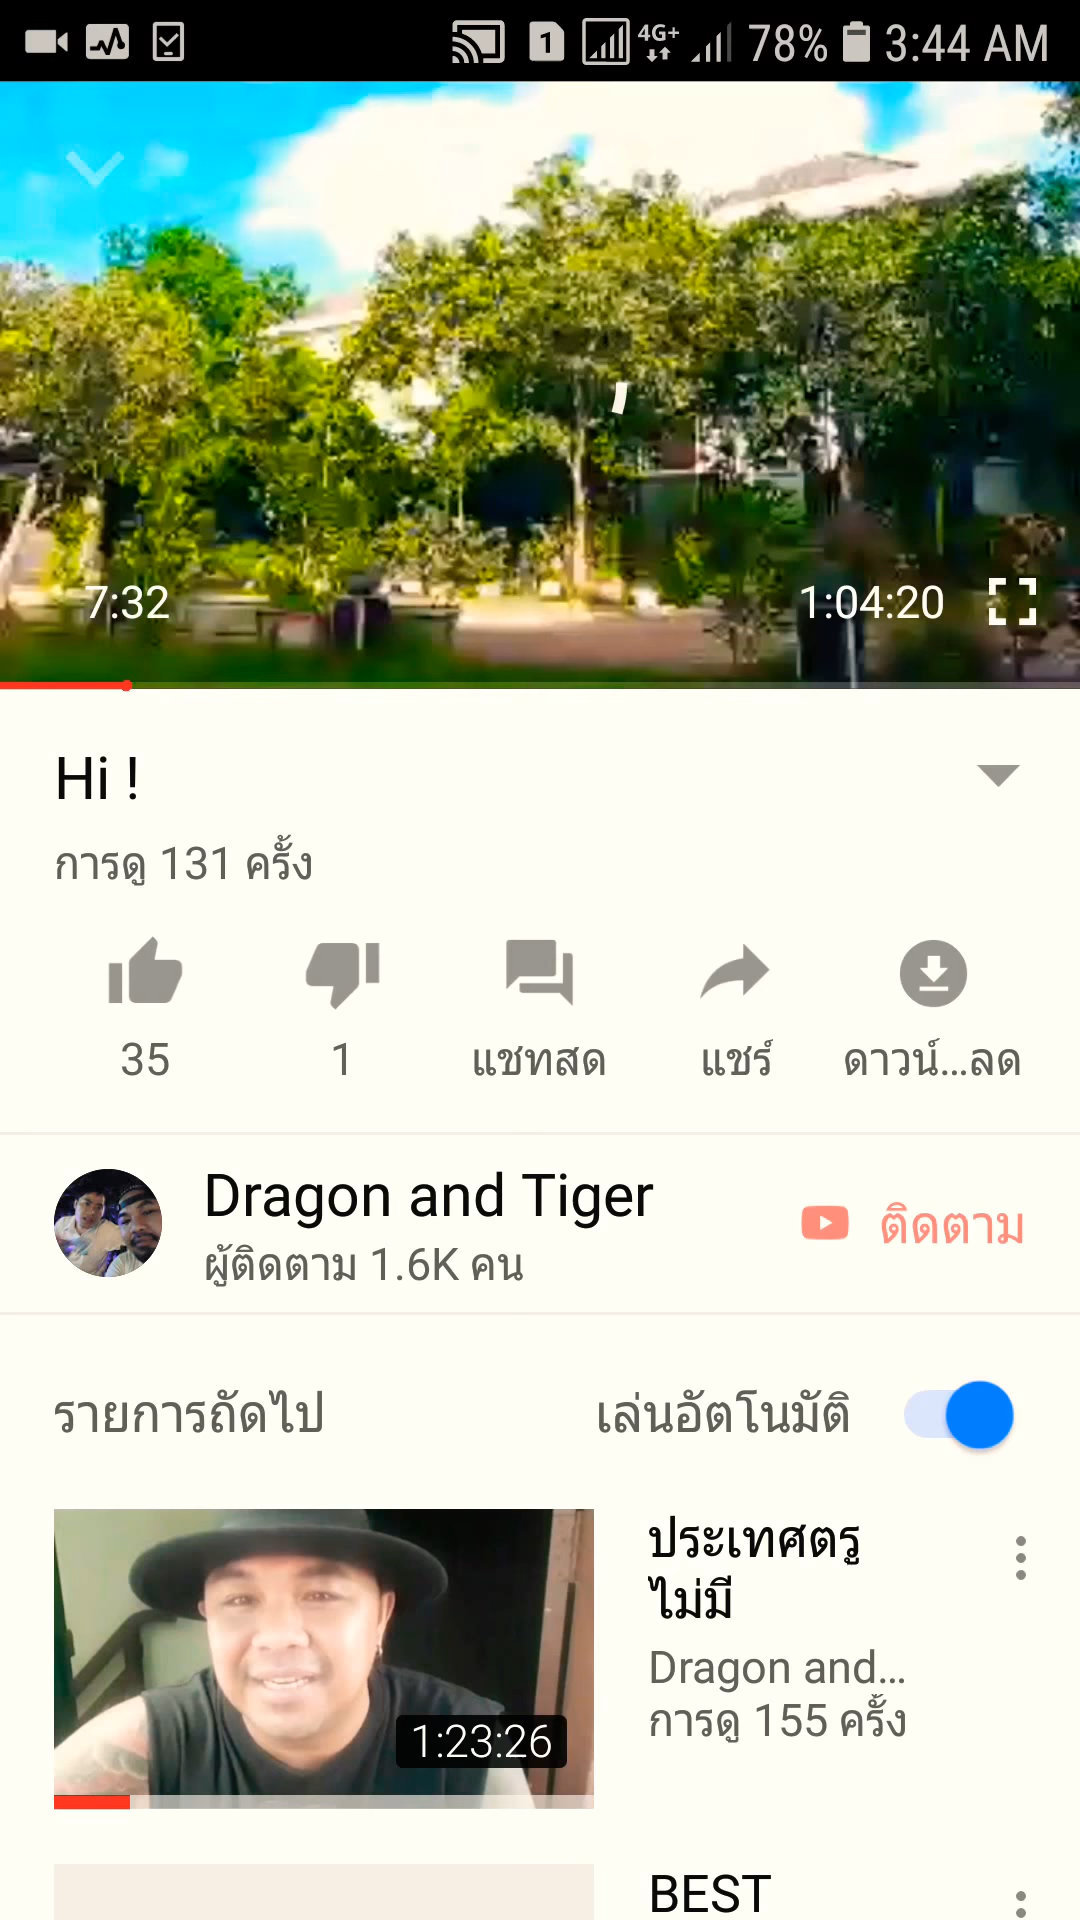 1 4G+ 78% 3:44 AM
7:32 1:04:20
Hi !
การดู 131 ครั้ง
35 1 แชทสด แชร์ ดาวน์...ลด
Dragon and Tiger
ผู้ติดตาม 1.6K คน
ติดตาม
รายการถัดไป เล่นอัตโนมัติ
ประเทศตรู
ไม่มี
Dragon and...
การดู 155 ครั้ง
1:23:26
BEST